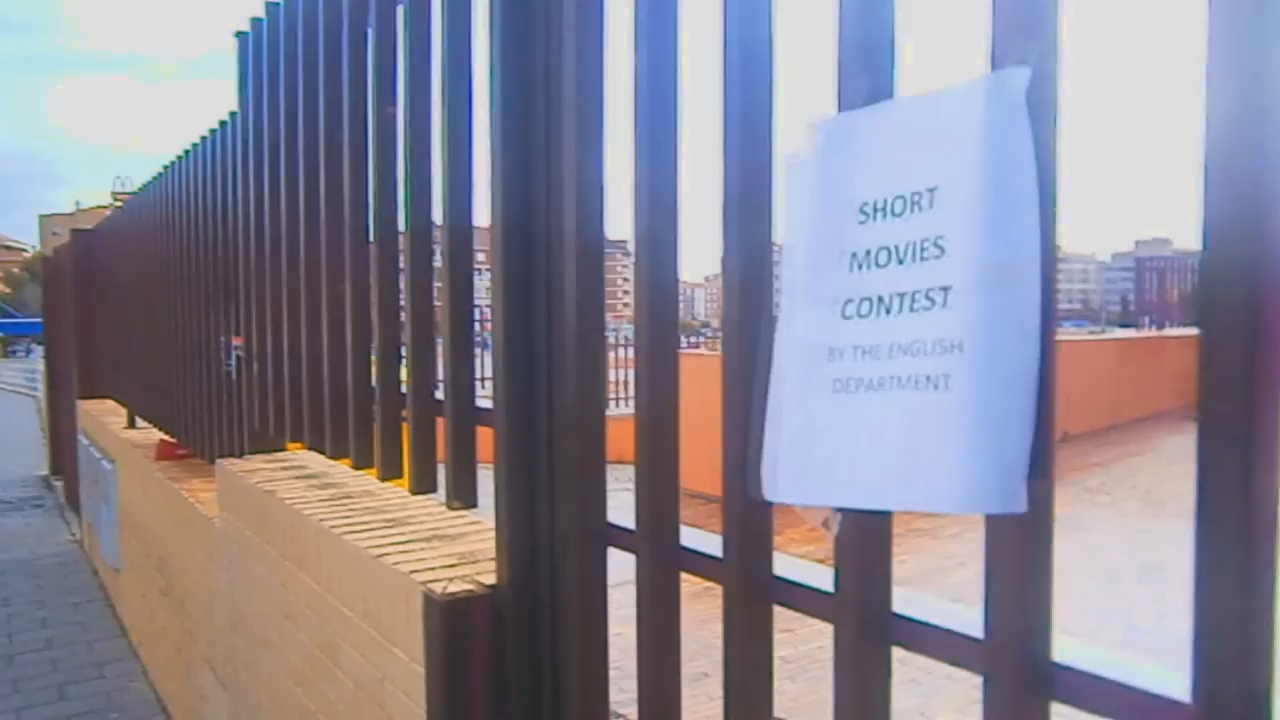 SHORT
MOVIES
CONTEST
BY THE ENGLISH
DEPARTMENT